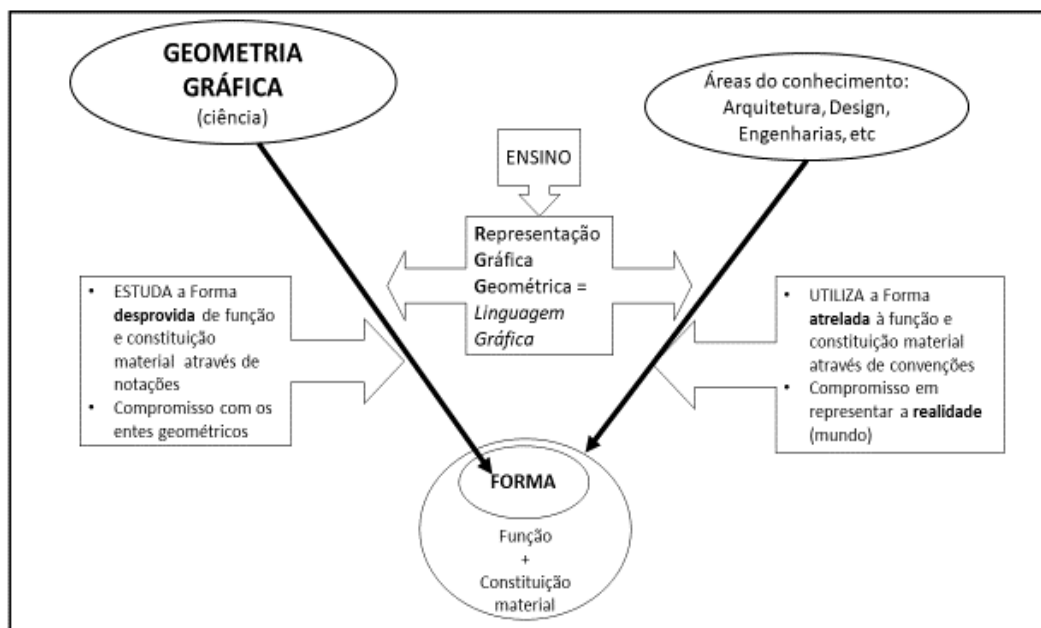 GEOMETRIA
GRÁFICA
(ciência)
Áreas do conhecimento:
Arquitetura, Design,
Engenharias, etc
ENSINO
Representação
Gráfica
Geométrica =
Linguagem
Gráfica
• ESTUDA a Forma
desprovida de função
e constituição
material através de
notações
• Compromisso com os
entes geométricos
• UTILIZA a Forma
atrelada à função e
constituição material
através de convenções
• Compromisso em
representar a realidade
(mundo)
FORMA
Função
+
Constituição
material